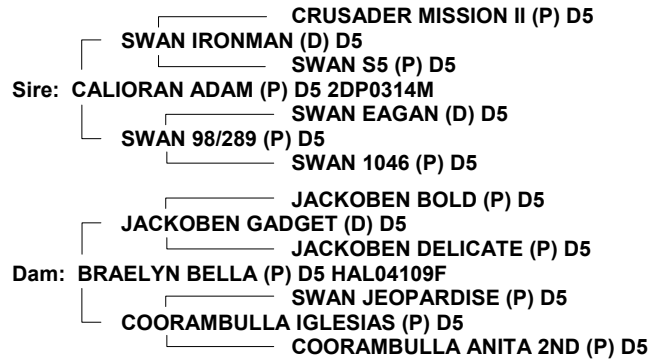 CRUSADER MISSION II (P) D5
SWAN IRONMAN (D) D5
SWAN S5 (P) D5
Sire: CALIORAN ADAM (P) D5 2DP0314M
SWAN EAGAN (D) D5
SWAN 98/289 (P) D5
SWAN 1046 (P) D5
JACKOBEN BOLD (P) D5
JACKOBEN GADGET (D) D5
JACKOBEN DELICATE (P) D5
Dam: BRAELYN BELLA (P) D5 HAL04109F
SWAN JEOPARDISE (P) D5
COORAMBULLA IGLESIAS (P) D5
COORAMBULLA ANITA 2ND (P) D5